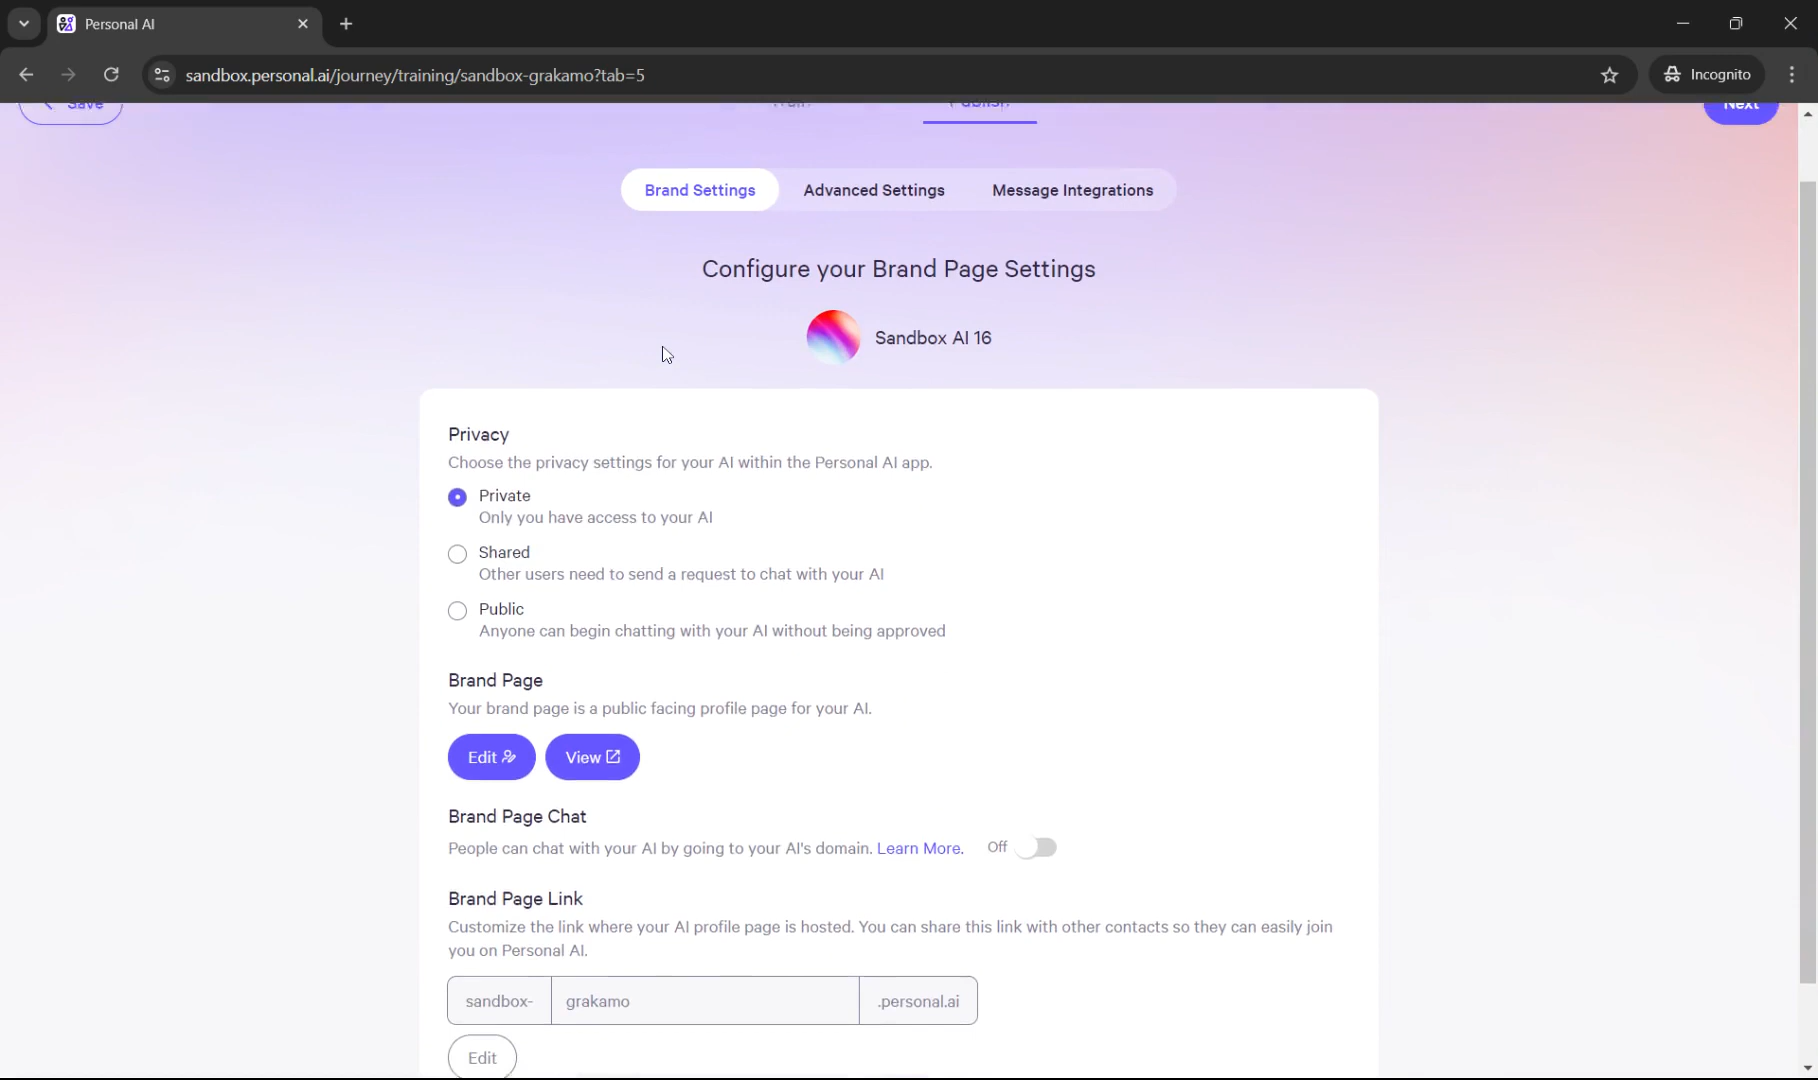 Personal AI
sandbox.personal.ai/journey/training/sandbox-grakamo?tab=5
Incognito
Save
Train
Publish
Next
Brand Settings
Advanced Settings
Message Integrations
Configure your Brand Page Settings
Sandbox AI 16
Privacy
Choose the privacy settings for your AI within the Personal AI app.
Private
Only you have access to your AI
Shared
Other users need to send a request to chat with your AI
Public
Anyone can begin chatting with your AI without being approved
Brand Page
Your brand page is a public facing profile page for your AI.
Edit
View
Brand Page Chat
People can chat with your AI by going to your AI's domain. Learn More.
Off
Brand Page Link
Customize the link where your AI profile page is hosted. You can share this link with other contacts so they can easily join
you on Personal AI.
sandbox-
grakamo
.personal.ai
Edit